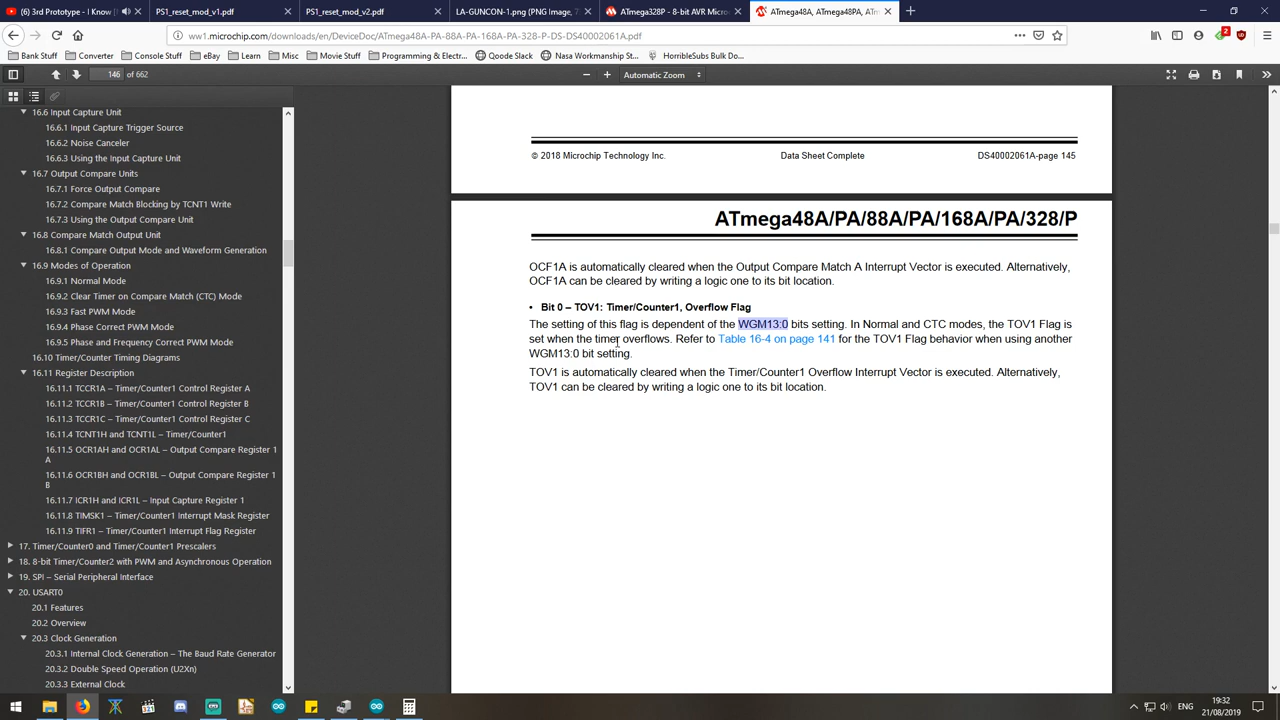 3rd Prototype - I Know
PS1_reset_mod_v1.pdf
PS1_reset_mod_v2.pdf
LA-GUNCON-1.png (PNG Image, 7
ATmega328P - 8-bit AVR Micro
ATmega48A, ATmega48PA, ATme
ww1.microchip.com/downloads/en/DeviceDoc/ATmega48A-PA-88A-PA-168A-PA-328-P-DS-DS40002061A.pdf
2
Bank Stuff
Converter
Console Stuff
eBay
Learn
Misc
Movie Stuff
Programming & Electr...
Qoode Slack
Nasa Workmanship St...
HorribleSubs Bulk Do...
146 of 662
Automatic Zoom
16.6 Input Capture Unit
16.6.1 Input Capture Trigger Source
16.6.2 Noise Canceler
16.6.3 Using the Input Capture Unit
16.7 Output Compare Units
16.7.1 Force Output Compare
16.7.2 Compare Match Blocking by TCNT1 Write
16.7.3 Using the Output Compare Unit
16.8 Compare Match Output Unit
16.8.1 Compare Output Mode and Waveform Generation
16.9 Modes of Operation
16.9.1 Normal Mode
16.9.2 Clear Timer on Compare Match (CTC) Mode
16.9.3 Fast PWM Mode
16.9.4 Phase Correct PWM Mode
16.9.5 Phase and Frequency Correct PWM Mode
16.10 Timer/Counter Timing Diagrams
16.11 Register Description
16.11.1 TCCR1A – Timer/Counter1 Control Register A
16.11.2 TCCR1B – Timer/Counter1 Control Register B
16.11.3 TCCR1C – Timer/Counter1 Control Register C
16.11.4 TCNT1H and TCNT1L – Timer/Counter1
16.11.5 OCR1AH and OCR1AL – Output Compare Register 1
A
16.11.6 OCR1BH and OCR1BL – Output Compare Register 1
B
16.11.7 ICR1H and ICR1L – Input Capture Register 1
16.11.8 TIMSK1 – Timer/Counter1 Interrupt Mask Register
16.11.9 TIFR1 – Timer/Counter1 Interrupt Flag Register
17. Timer/Counter0 and Timer/Counter1 Prescalers
18. 8-bit Timer/Counter2 with PWM and Asynchronous Operation
19. SPI – Serial Peripheral Interface
20. USART0
20.1 Features
20.2 Overview
20.3 Clock Generation
20.3.1 Internal Clock Generation – The Baud Rate Generator
20.3.2 Double Speed Operation (U2Xn)
20.3.3 External Clock
© 2018 Microchip Technology Inc.
Data Sheet Complete
DS40002061A-page 145
ATmega48A/PA/88A/PA/168A/PA/328/P
OCF1A is automatically cleared when the Output Compare Match A Interrupt Vector is executed. Alternatively,
OCF1A can be cleared by writing a logic one to its bit location.
• Bit 0 – TOV1: Timer/Counter1, Overflow Flag
The setting of this flag is dependent of the WGM13:0 bits setting. In Normal and CTC modes, the TOV1 Flag is
set when the timer overflows. Refer to Table 16-4 on page 141 for the TOV1 Flag behavior when using another
WGM13:0 bit setting.
TOV1 is automatically cleared when the Timer/Counter1 Overflow Interrupt Vector is executed. Alternatively,
TOV1 can be cleared by writing a logic one to its bit location.
ENG
19:32
21/08/2019